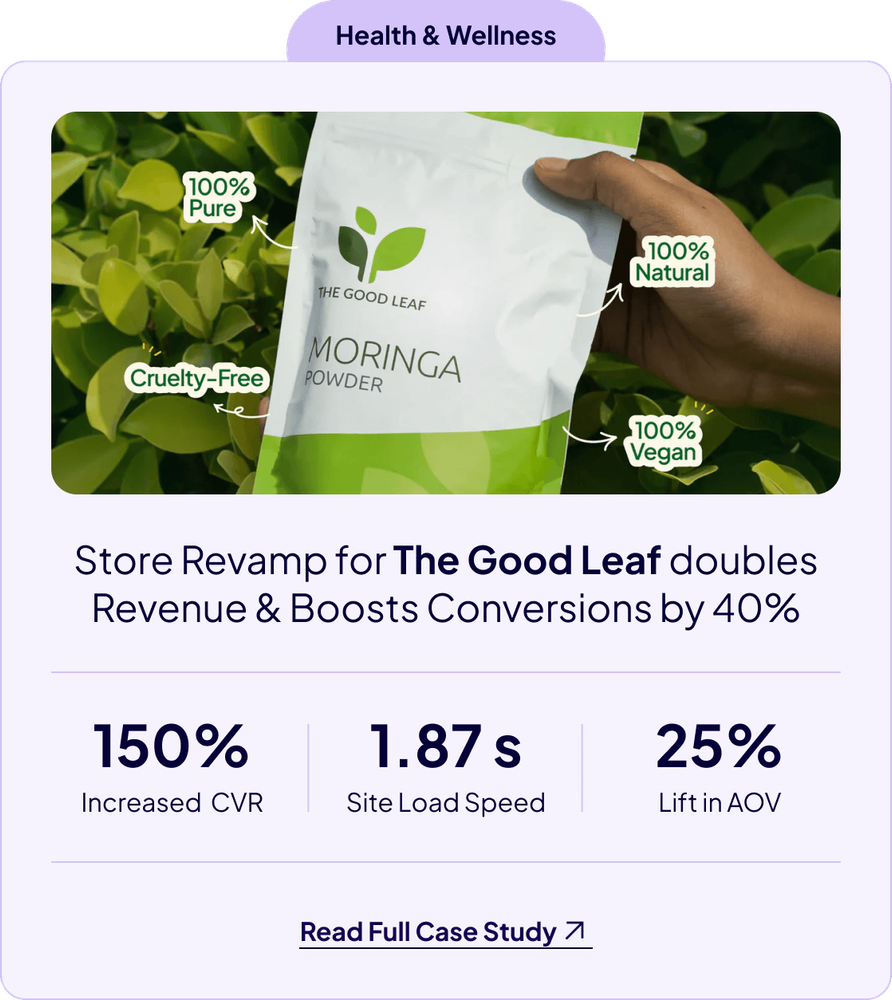 Health & Wellness
100%
Pure
THE GOOD LEAF
MORINGA
POWDER
100%
Natural
Cruelty-Free
100%
Vegan
Store Revamp for The Good Leaf doubles
Revenue & Boosts Conversions by 40%
150%
Increased CVR
1.87 s
Site Load Speed
25%
Lift in AOV
Read Full Case Study